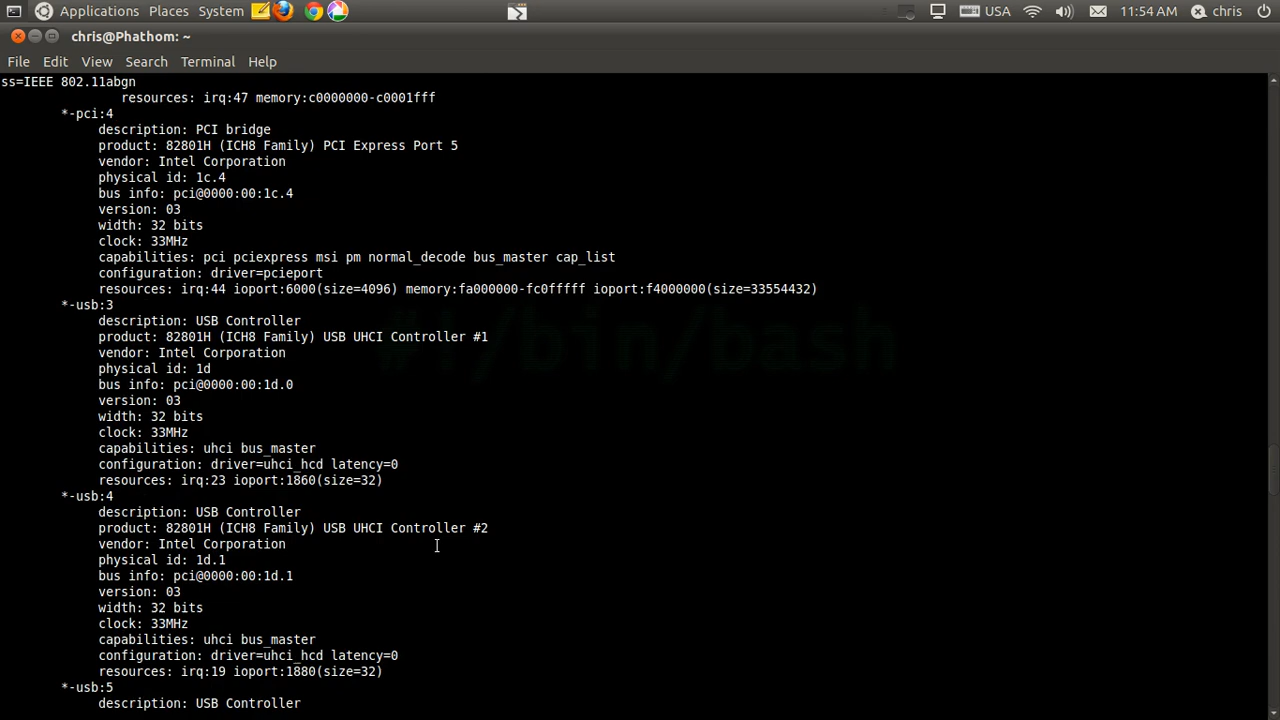 Applications Places System USA 11:54 AM chris
chris@Phathom: ~
File Edit View Search Terminal Help
ss=IEEE 802.11abgn
resources: irq:47 memory:c0000000-c0001fff
*-pci:4
description: PCI bridge
product: 82801H (ICH8 Family) PCI Express Port 5
vendor: Intel Corporation
physical id: 1c.4
bus info: pci@0000:00:1c.4
version: 03
width: 32 bits
clock: 33MHz
capabilities: pci pciexpress msi pm normal_decode bus_master cap_list
configuration: driver=pcieport
resources: irq:44 ioport:6000(size=4096) memory:fa000000-fc0fffff ioport:f4000000(size=33554432)
*-usb:3
description: USB Controller
product: 82801H (ICH8 Family) USB UHCI Controller #1
#!/bin/bash
vendor: Intel Corporation
physical id: 1d
bus info: pci@0000:00:1d.0
version: 03
width: 32 bits
clock: 33MHz
capabilities: uhci bus_master
configuration: driver=uhci_hcd latency=0
resources: irq:23 ioport:1860(size=32)
*-usb:4
description: USB Controller
product: 82801H (ICH8 Family) USB UHCI Controller #2
vendor: Intel Corporation
physical id: 1d.1
bus info: pci@0000:00:1d.1
version: 03
width: 32 bits
clock: 33MHz
capabilities: uhci bus_master
configuration: driver=uhci_hcd latency=0
resources: irq:19 ioport:1880(size=32)
*-usb:5
description: USB Controller